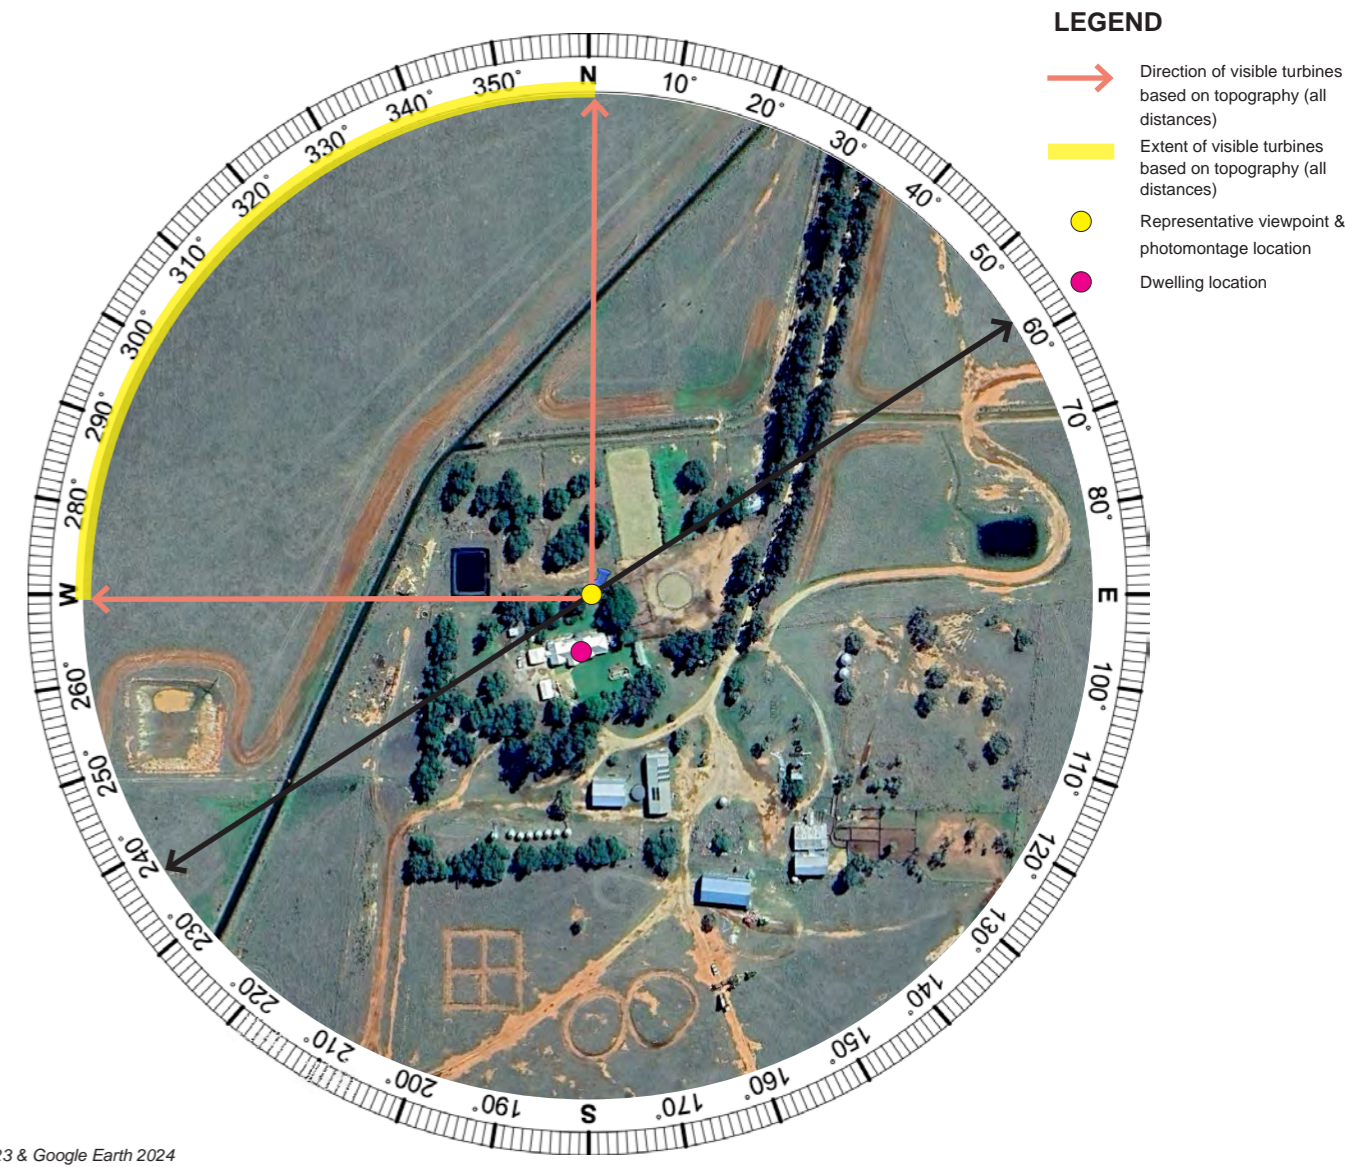 LEGEND
Direction of visible turbines
based on topography (all
distances)
Extent of visible turbines
based on topography (all
distances)
Representative viewpoint &
photomontage location
Dwelling location
N
10°
20°
30°
40°
50°
60°
70°
80°
E
100°
110°
120°
130°
140°
150°
160°
170°
S
190°
200°
210°
220°
230°
240°
250°
260°
W
280°
290°
300°
310°
320°
330°
340°
350°
23 & Google Earth 2024